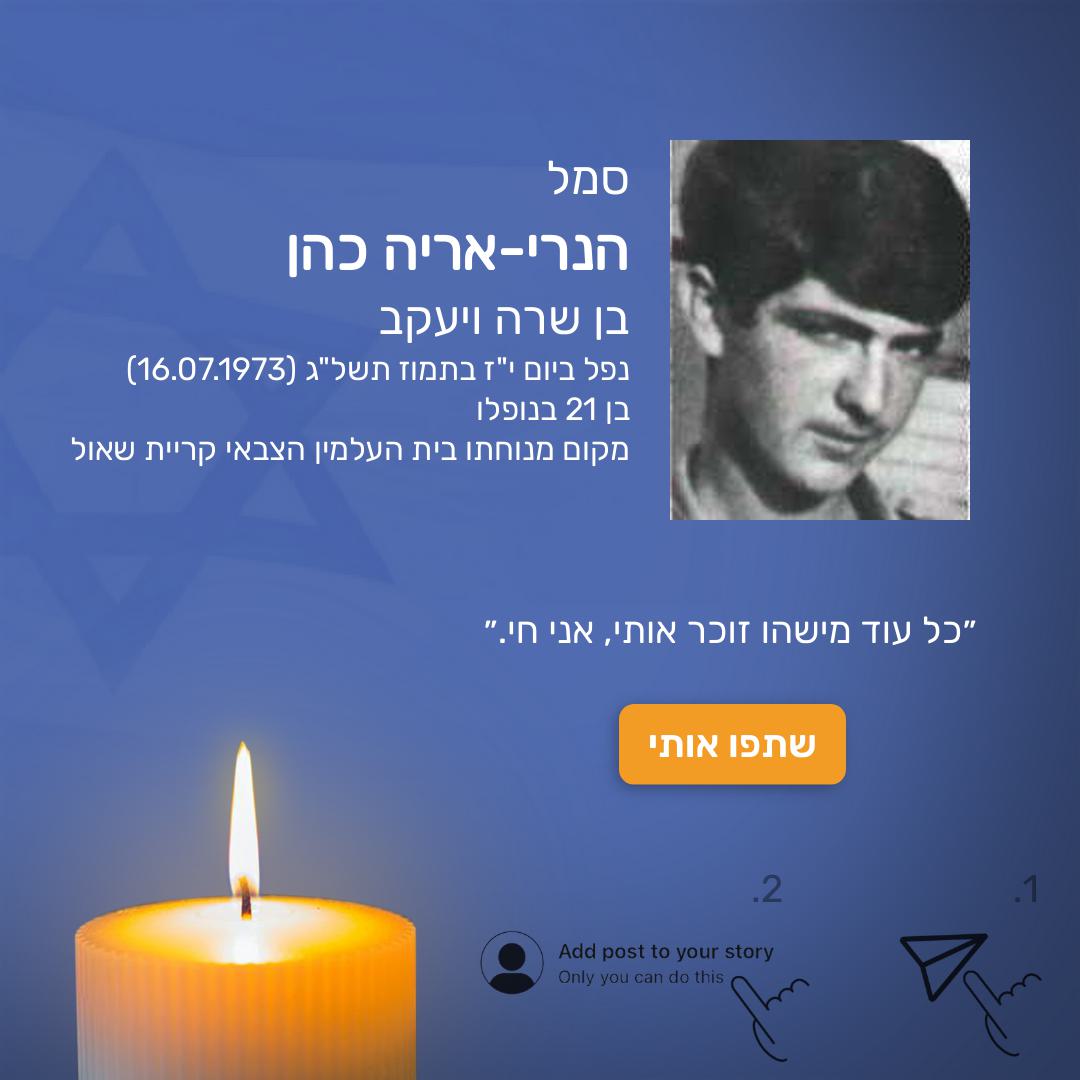 סמל
הנרי-אריה כהן
בן שרה ויעקב
נפל ביום י"ז בתמוז תשל"ג (16.07.1973)
בן 21 בנופלו
מקום מנוחתו בית העלמין הצבאי קריית שאול
"כל עוד מישהו זוכר אותי, אני חי."
שתפו אותי
1.
2.
Add post to your story
Only you can do this